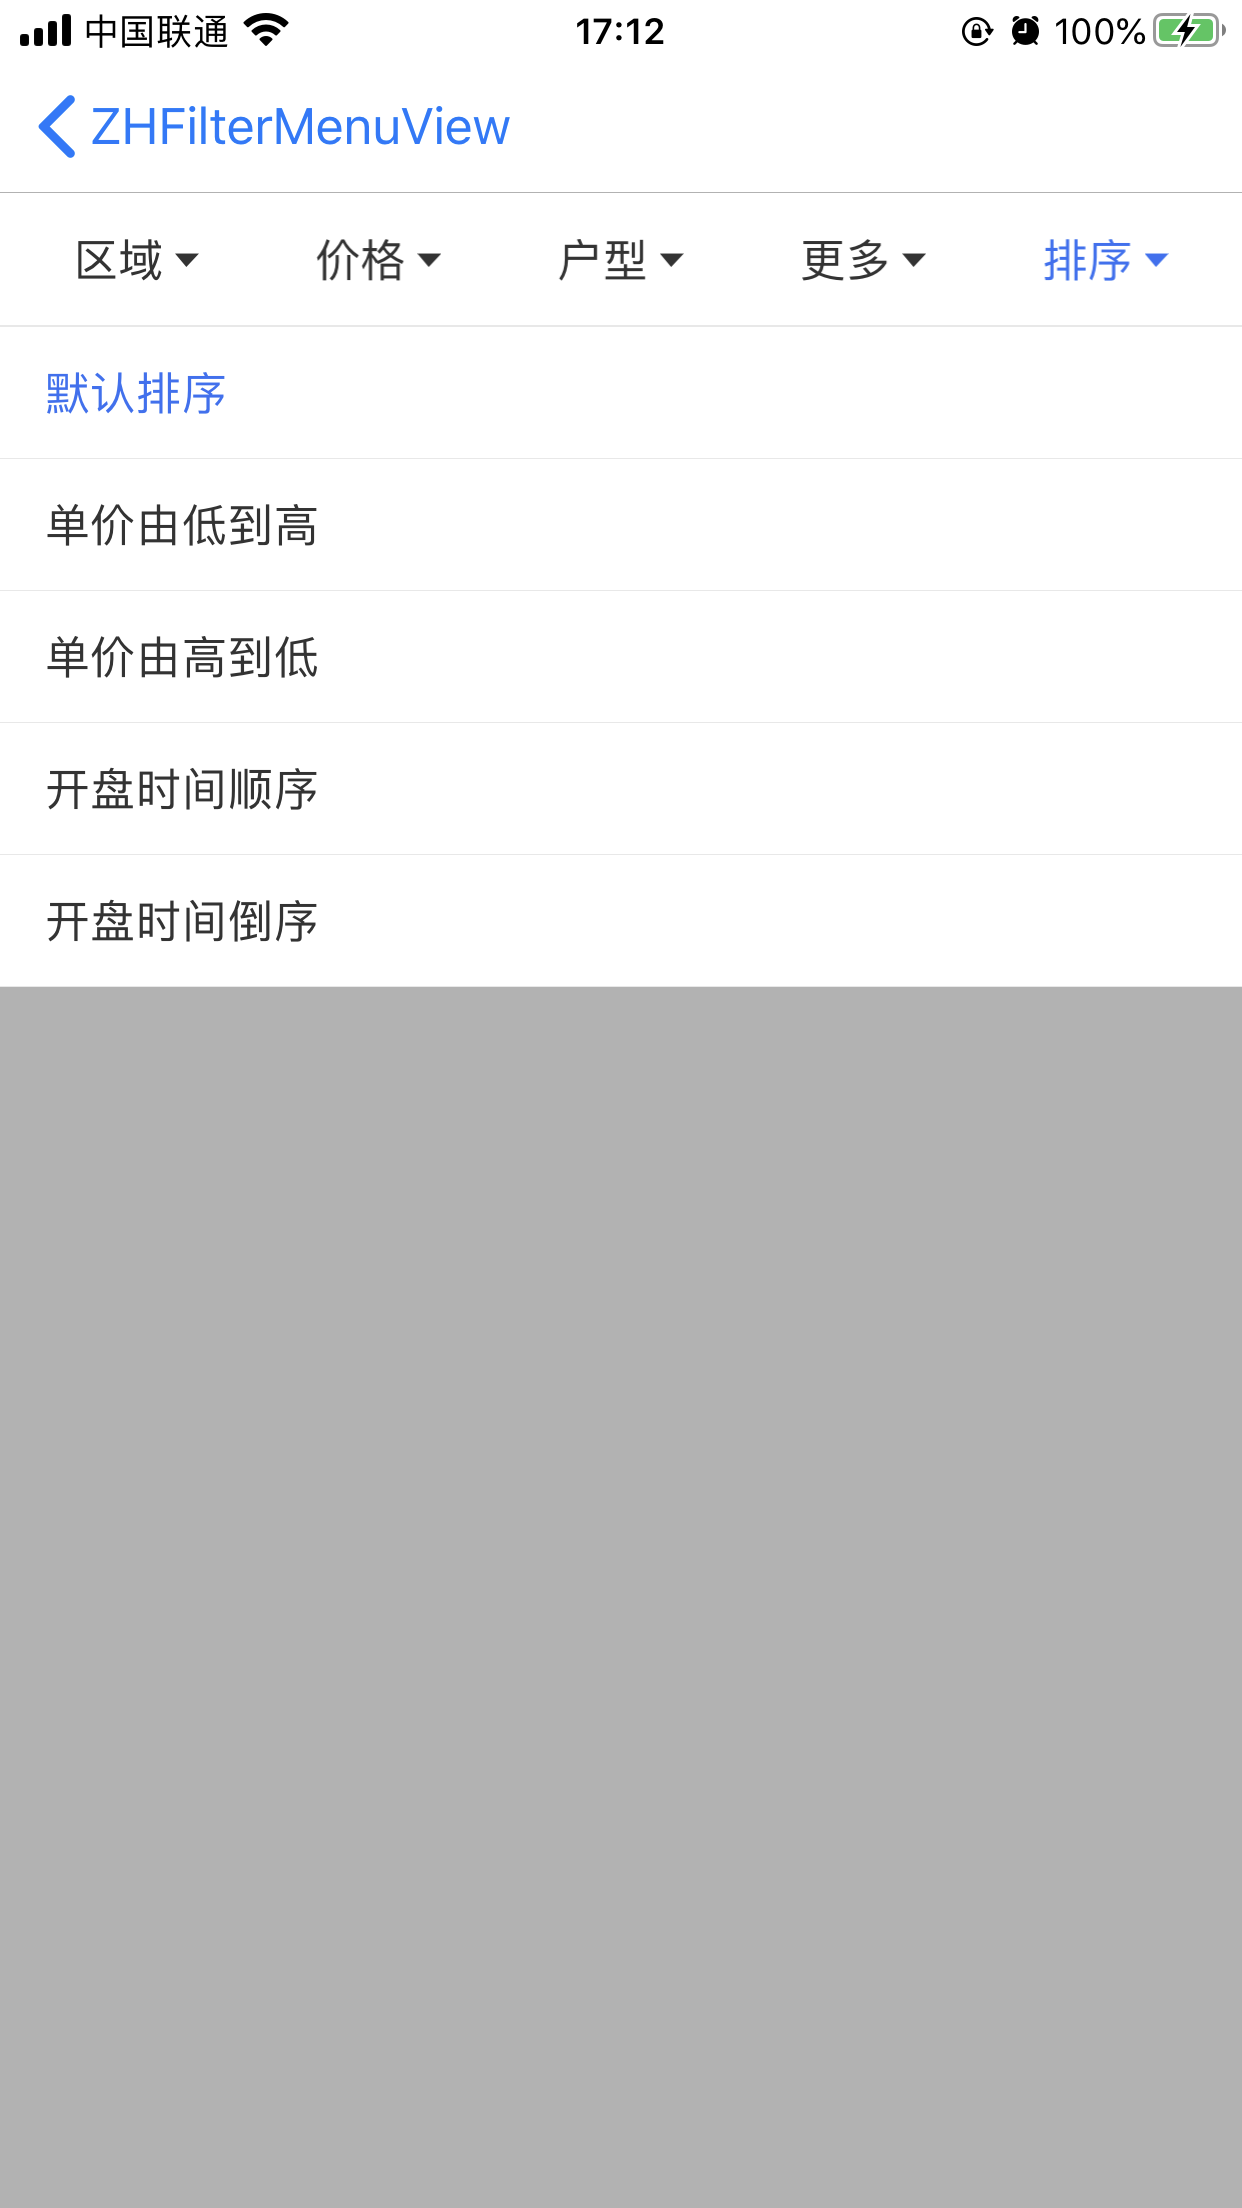 中国联通 17:12 100%
ZHFilterMenuView
区域 价格 户型 更多 排序
默认排序
单价由低到高
单价由高到低
开盘时间顺序
开盘时间倒序